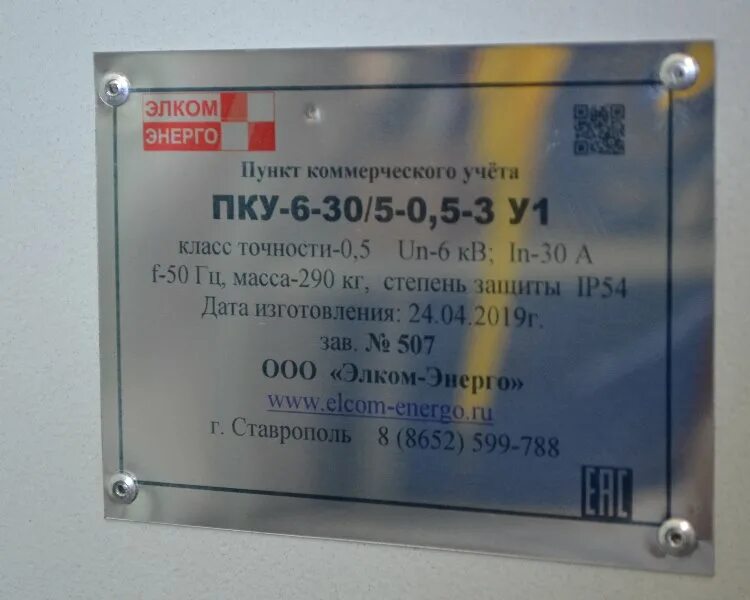 ЭЛКОМ
ЭНЕРГО
Пункт коммерческого учёта
ПКУ-6-30/5-0,5-3 У1
класс точности-0,5 Un-6 кВ; In-30 А
f-50 Гц, масса-290 кг, степень защиты IP54
Дата изготовления: 24.04.2019г.
зав. № 507
ООО «Элком-Энерго»
www.elcom-energo.ru
г. Ставрополь 8 (8652) 599-788
EAC